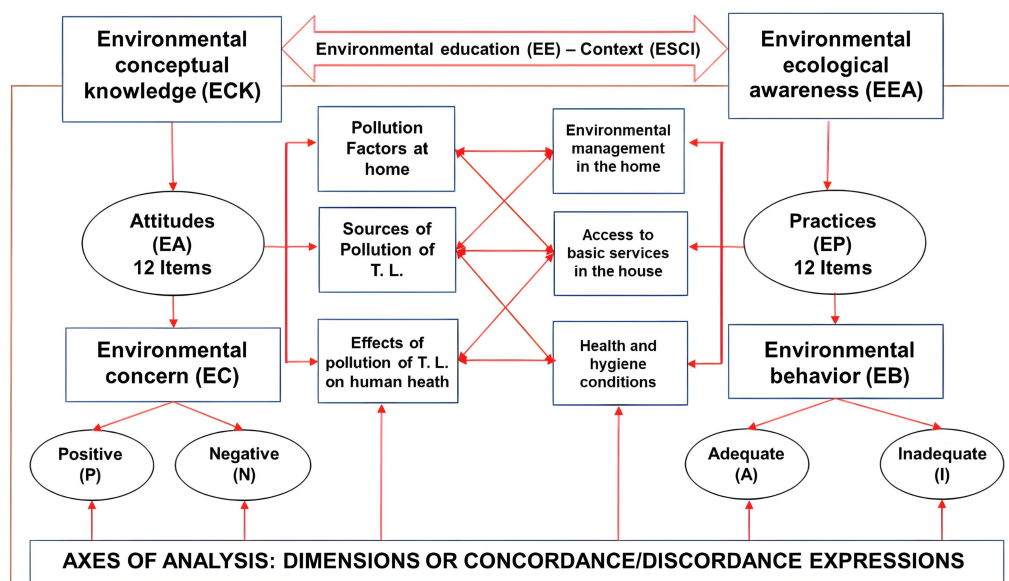 Environmental
conceptual
knowledge (ECK)
Environmental education (EE) – Context (ESCI)
Environmental
ecological
awareness (EEA)
Pollution
Factors at
home
Environmental
management
in the home
Attitudes
(EA)
12 Items
Sources of
Pollution of
T. L.
Access to
basic services
in the house
Practices
(EP)
12 Items
Environmental
concern (EC)
Effects of
pollution of T. L.
on human heath
Health and
hygiene
conditions
Environmental
behavior (EB)
Positive
(P)
Negative
(N)
Adequate
(A)
Inadequate
(I)
AXES OF ANALYSIS: DIMENSIONS OR CONCORDANCE/DISCORDANCE EXPRESSIONS